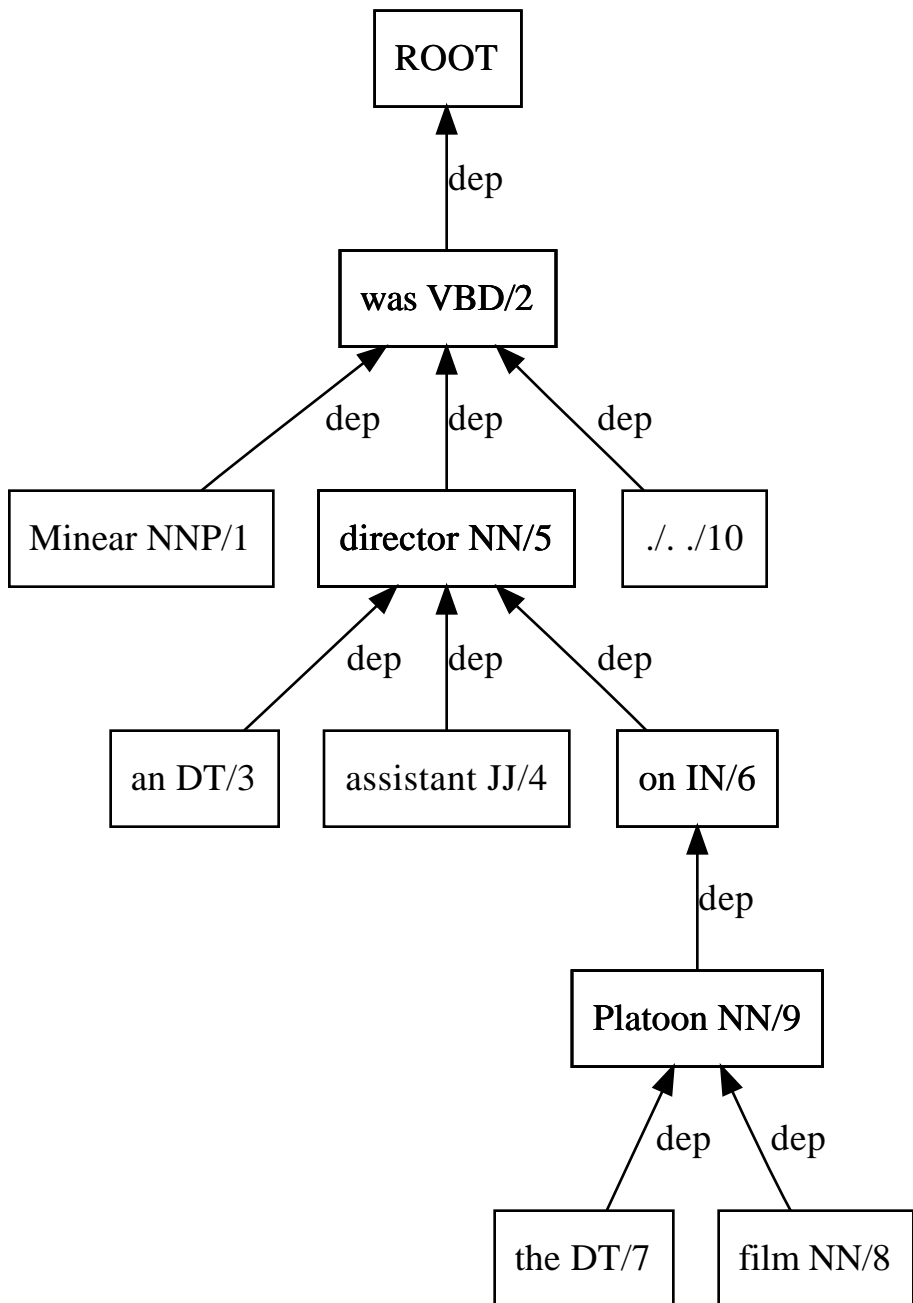 ROOT
dep
was VBD/2
dep dep dep
Minear NNP/1 director NN/5 ./. ./10
dep dep dep
an DT/3 assistant JJ/4 on IN/6
dep
Platoon NN/9
dep dep
the DT/7 film NN/8